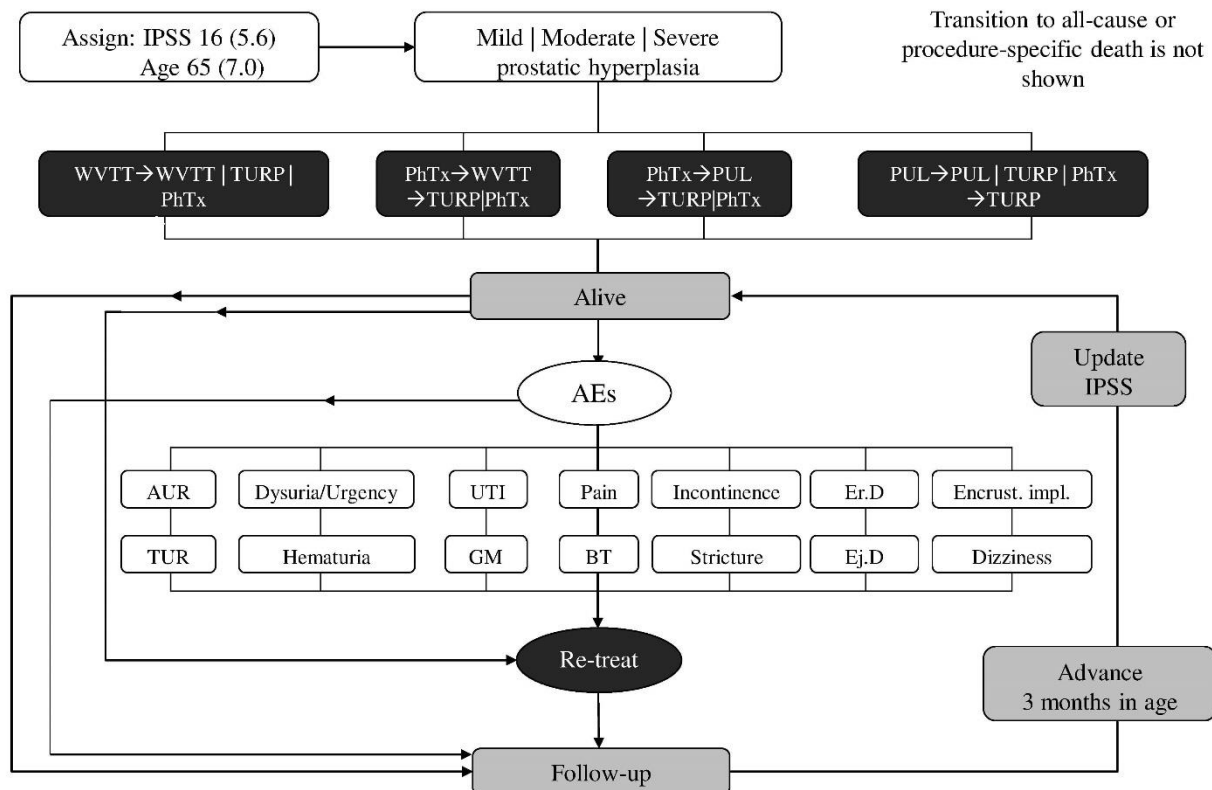 Assign: IPSS 16 (5.6)
Age 65 (7.0)
Mild | Moderate | Severe
prostatic hyperplasia
Transition to all-cause or
procedure-specific death is not
shown
WVTT→WVTT | TURP |
PhTx
PhTx→WVTT
→TURP|PhTx
PhTx→PUL
→TURP|PhTx
PUL→PUL | TURP | PhTx
→TURP
Alive
Update
IPSS
AEs
AUR
Dysuria/Urgency
UTI
Pain
Incontinence
Er.D
Encrust. impl.
TUR
Hematuria
GM
BT
Stricture
Ej.D
Dizziness
Re-treat
Advance
3 months in age
Follow-up